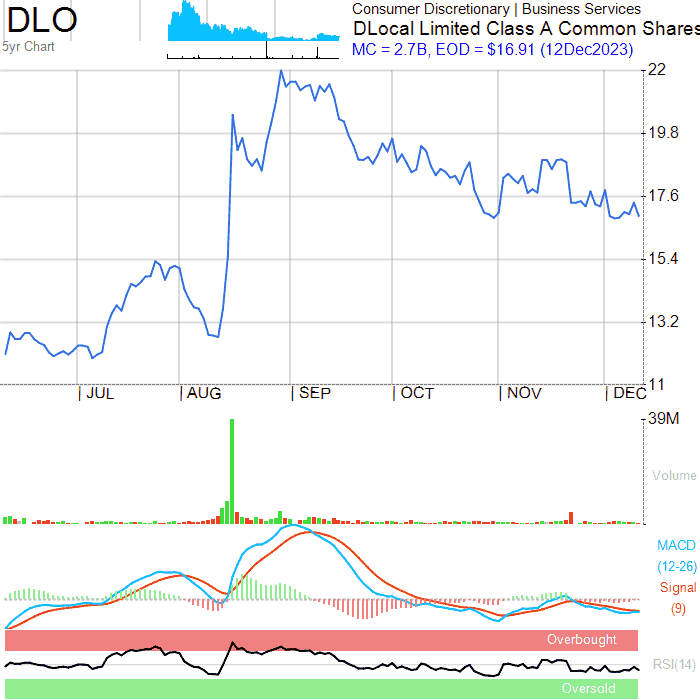 DLO
5yr Chart
Consumer Discretionary | Business Services
DLocal Limited Class A Common Shares
MC = 2.7B, EOD = $16.91 (12Dec2023)
22
19.8
17.6
15.4
13.2
11
| JUL | AUG | SEP | OCT | NOV | DEC
39M
Volume
MACD
(12-26)
Signal
(9)
Overbought
RSI(14)
Oversold